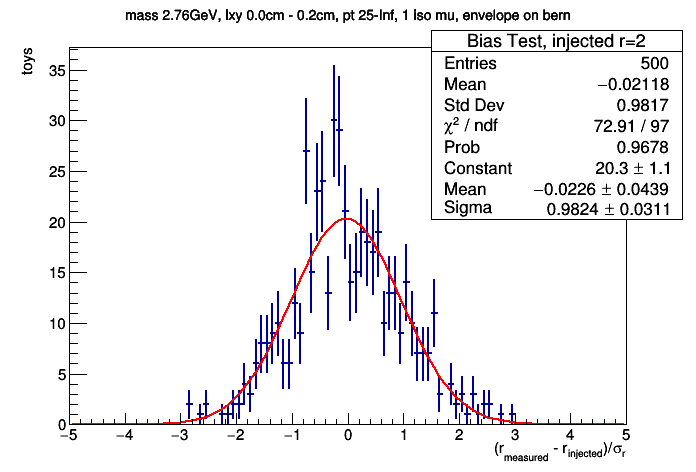 mass 2.76GeV, lxy 0.0cm - 0.2cm, pt 25-Inf, 1 Iso mu, envelope on bern
Bias Test, injected r=2
Entries 500
Mean −0.02118
Std Dev 0.9817
χ² / ndf 72.91 / 97
Prob 0.9678
Constant 20.3 ± 1.1
Mean −0.0226 ± 0.0439
Sigma 0.9824 ± 0.0311
toys
35
30
25
20
15
10
5
0
−5 −4 −3 −2 −1 0 1 2 3 4 5
(r_measured - r_injected)/σ_r